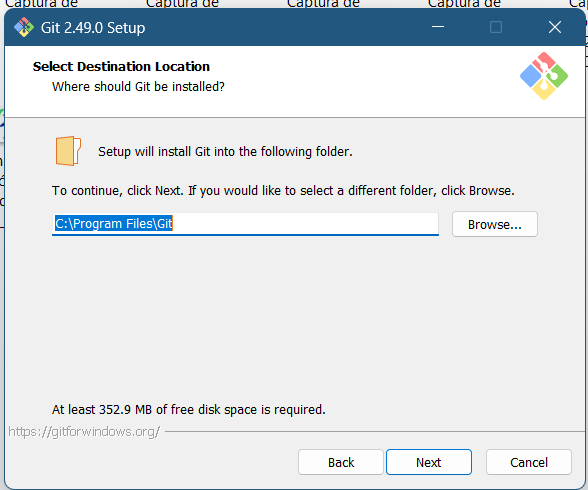 Captura de Captura de Captura de Captura de
Git 2.49.0 Setup
Select Destination Location
Where should Git be installed?
Setup will install Git into the following folder.
To continue, click Next. If you would like to select a different folder, click Browse.
C:\Program Files\Git
Browse...
At least 352.9 MB of free disk space is required.
https://gitforwindows.org/
Back
Next
Cancel